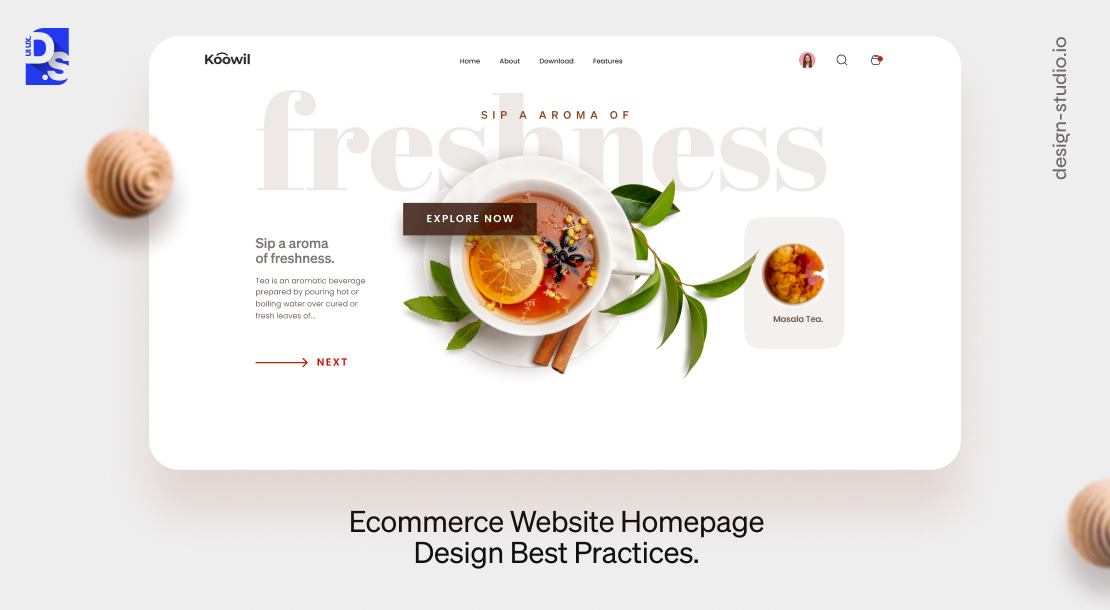 UI UX.
D.S
design-studio.io
Koowil
Home About Download Features
SIP A AROMA OF
freshness
EXPLORE NOW
Sip a aroma
of freshness.
Tea is an aromatic beverage
prepared by pouring hot or
boiling water over cured or
fresh leaves of...
NEXT
Masala Tea.
Ecommerce Website Homepage
Design Best Practices.